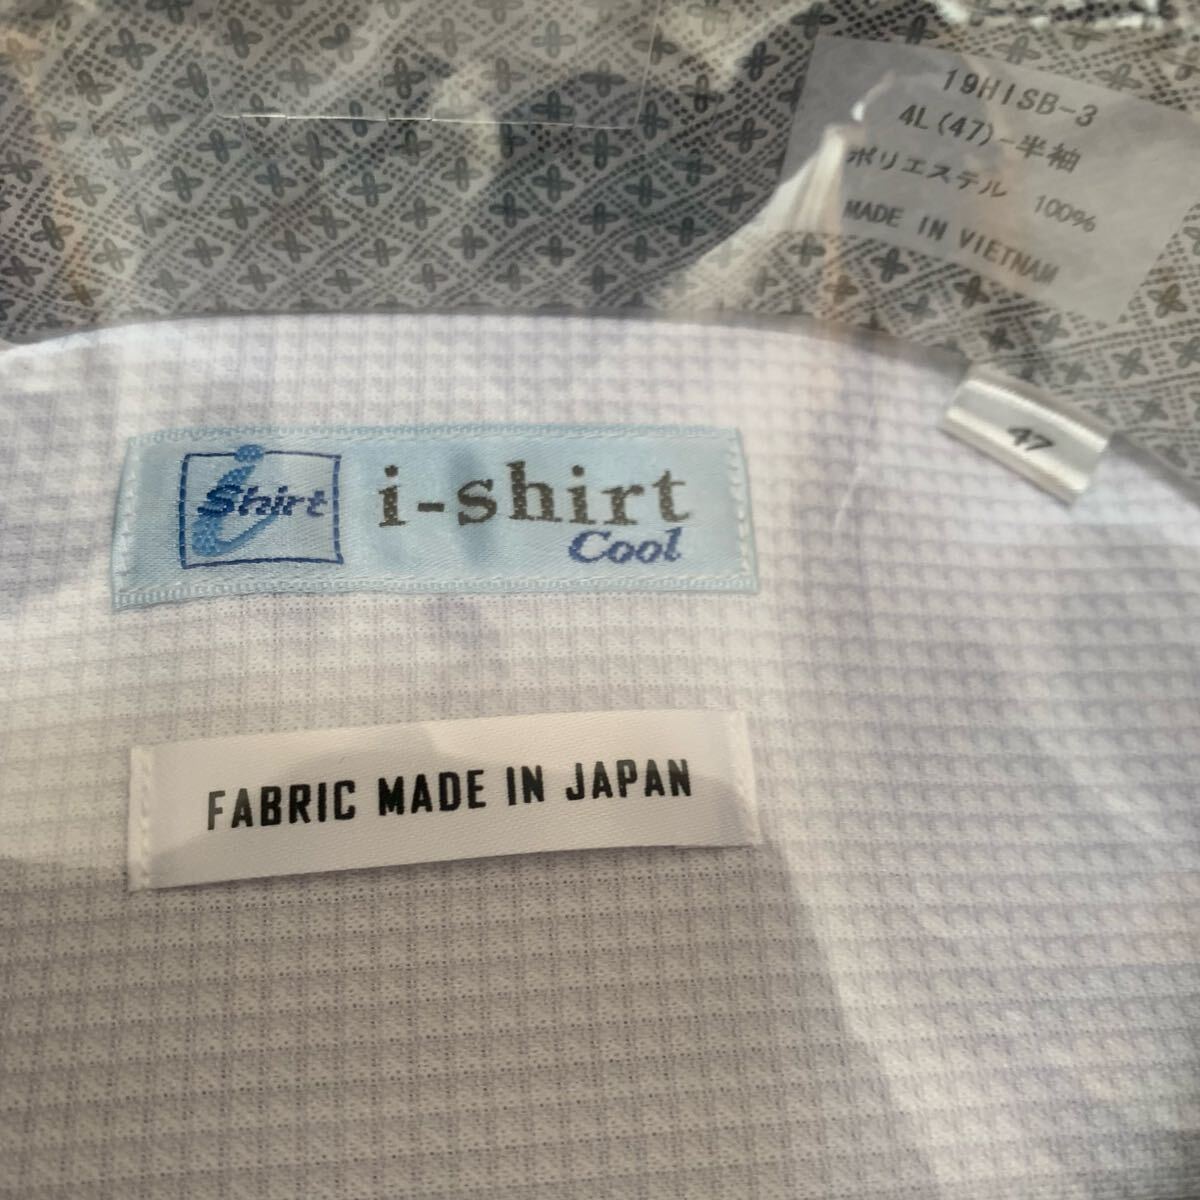 19HISB-3
4L(47)-半袖
ポリエステル 100%
MADE IN VIETNAM
47
i Shirt
i-shirt
Cool
FABRIC MADE IN JAPAN